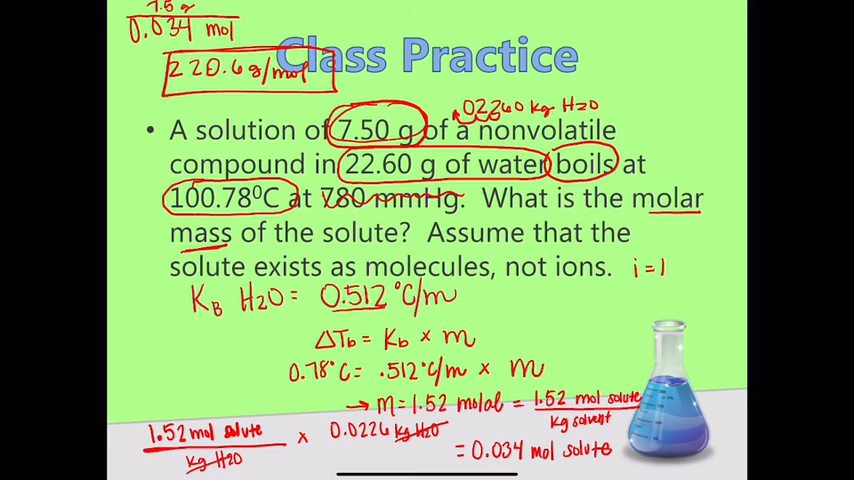 7.5 g
0.034 mol
220.6 g/mol
Class Practice
.02260 kg H2O
• A solution of 7.50 g of a nonvolatile
compound in 22.60 g of water boils at
100.78⁰C at 780 mmHg. What is the molar
mass of the solute? Assume that the
solute exists as molecules, not ions. i = 1
KB H2O = 0.512 °C/m
ΔTb = Kb × m
0.78°C = .512°C/m × m
→ m = 1.52 molal = 1.52 mol solute
kg solvent
1.52 mol solute × 0.0226 kg H2O
kg H2O
= 0.034 mol solute